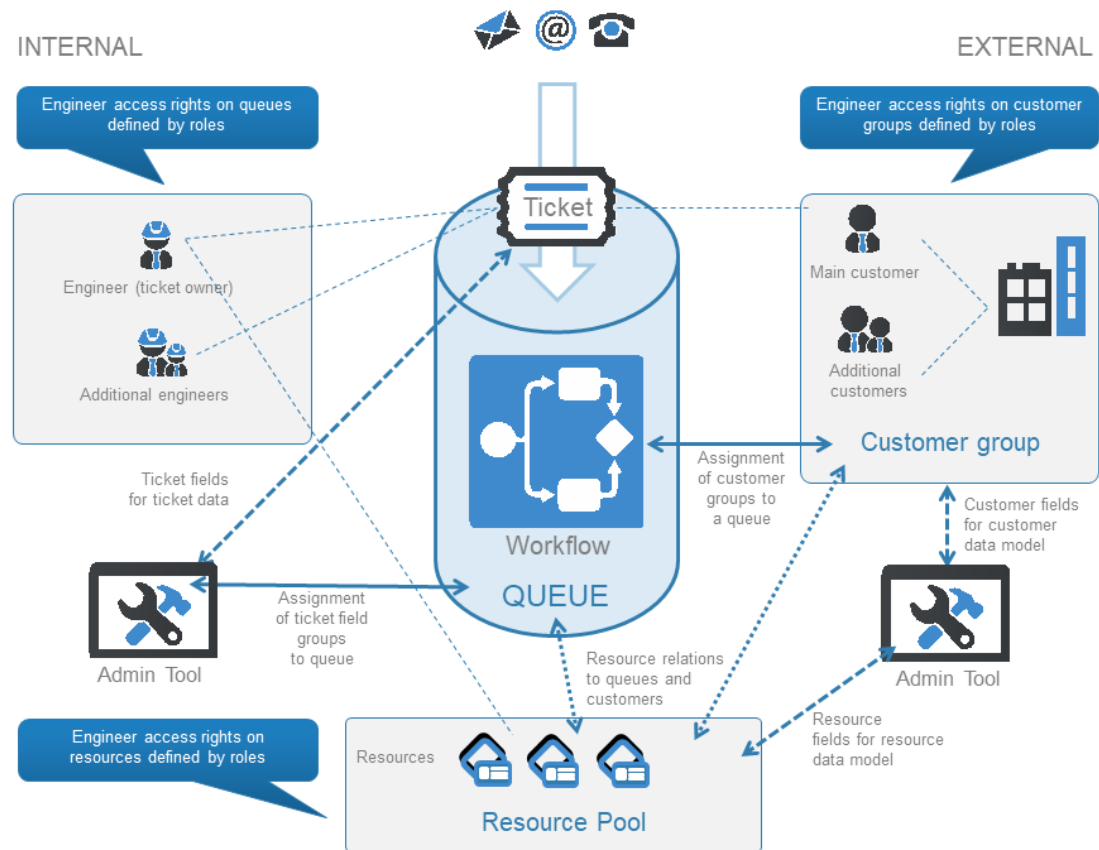 INTERNAL
EXTERNAL
@
Engineer access rights on queues
defined by roles
Engineer access rights on customer
groups defined by roles
Ticket
Engineer (ticket owner)
Additional engineers
Main customer
Additional
customers
Customer group
Ticket fields
for ticket data
Assignment
of customer
groups to
a queue
Customer fields
for customer
data model
Workflow
QUEUE
Assignment
of ticket field
groups
to queue
Admin Tool
Resource relations
to queues and
customers
Admin Tool
Engineer access rights on
resources defined by roles
Resources
Resource Pool
Resource
fields for resource
data model